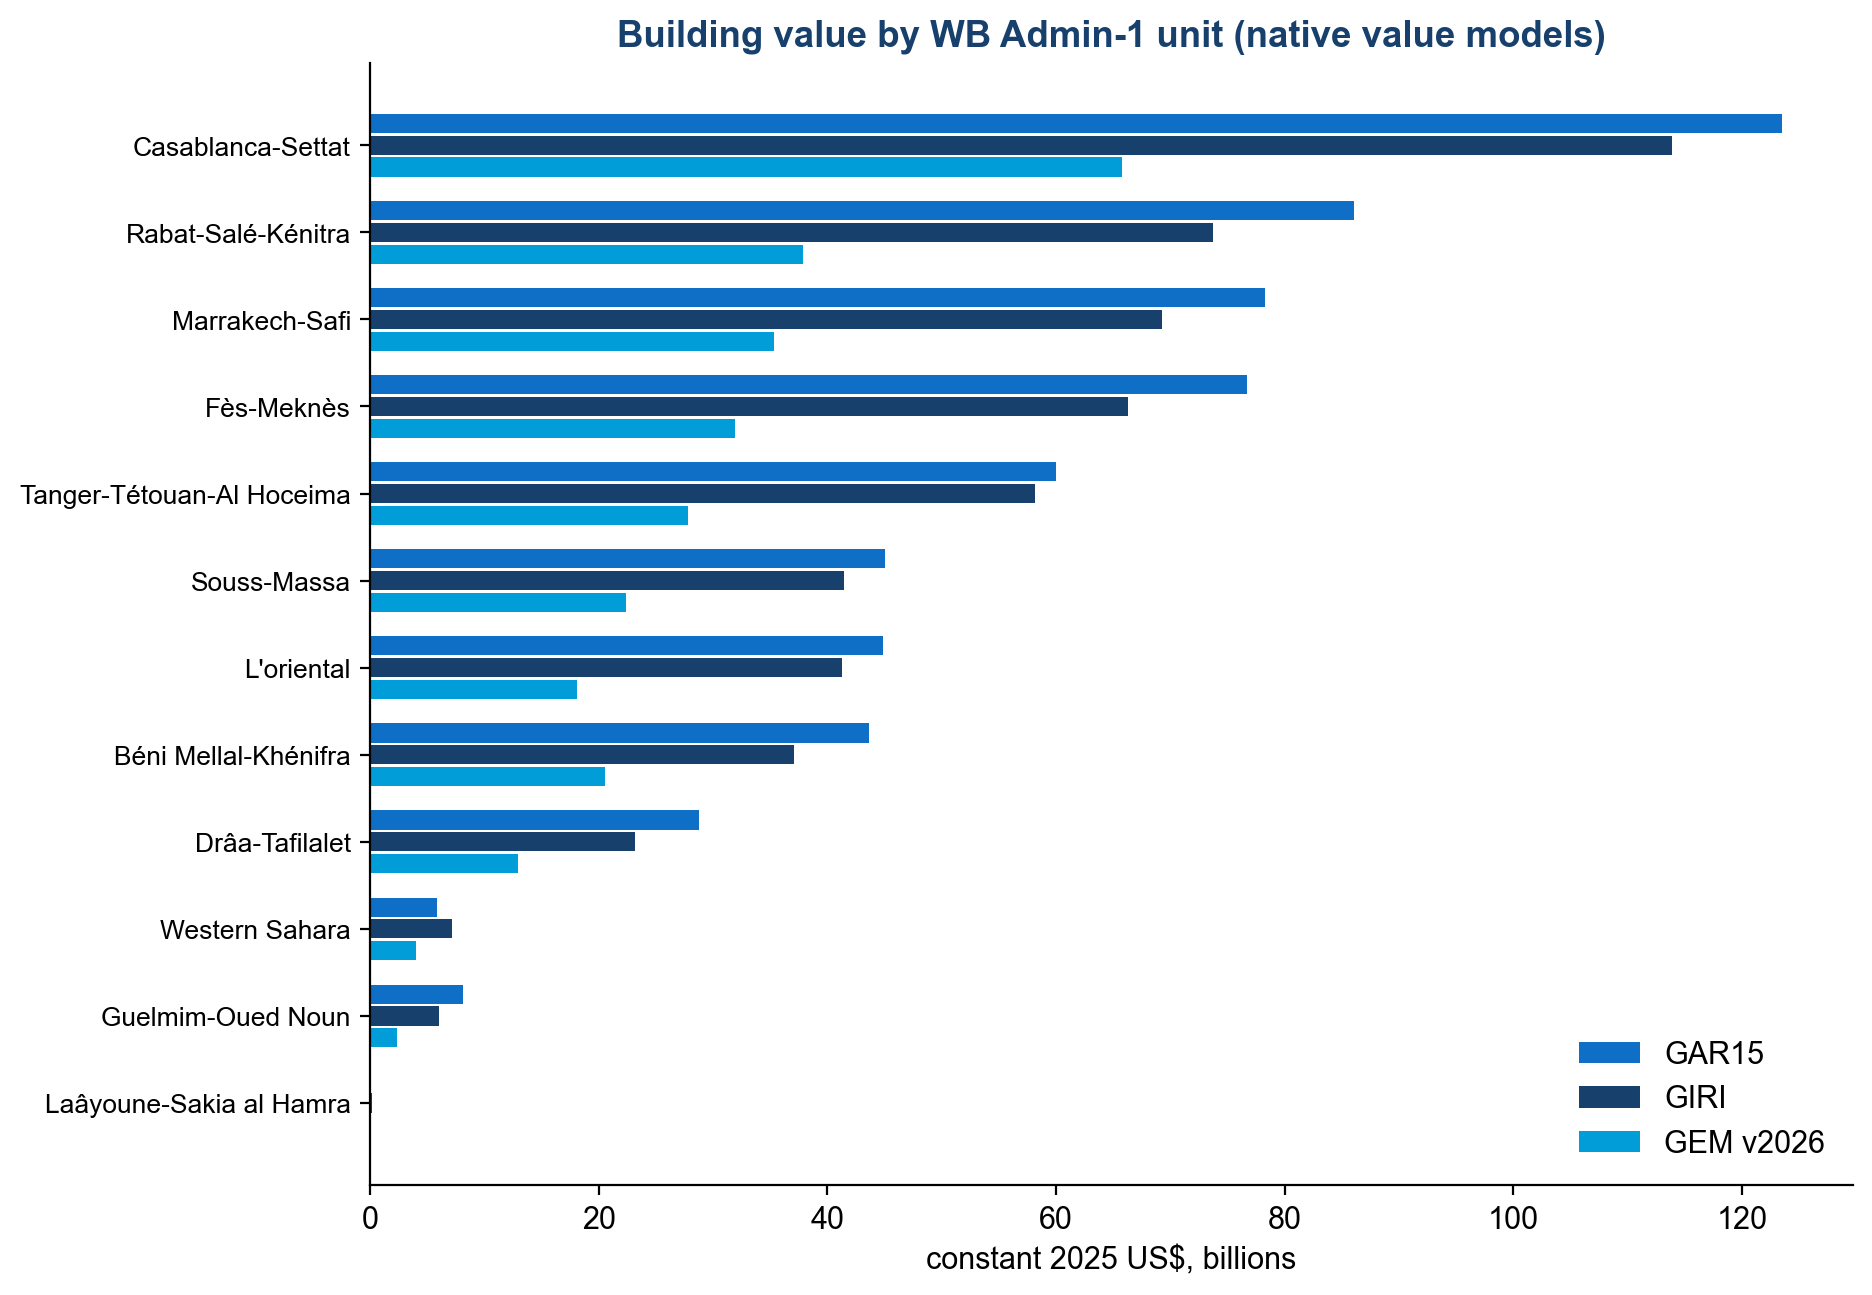 Building value by WB Admin-1 unit (native value models)
Casablanca-Settat
Rabat-Salé-Kénitra
Marrakech-Safi
Fès-Meknès
Tanger-Tétouan-Al Hoceima
Souss-Massa
L'oriental
Béni Mellal-Khénifra
Drâa-Tafilalet
Western Sahara
Guelmim-Oued Noun
Laâyoune-Sakia al Hamra
GAR15
GIRI
GEM v2026
0 20 40 60 80 100 120
constant 2025 US$, billions